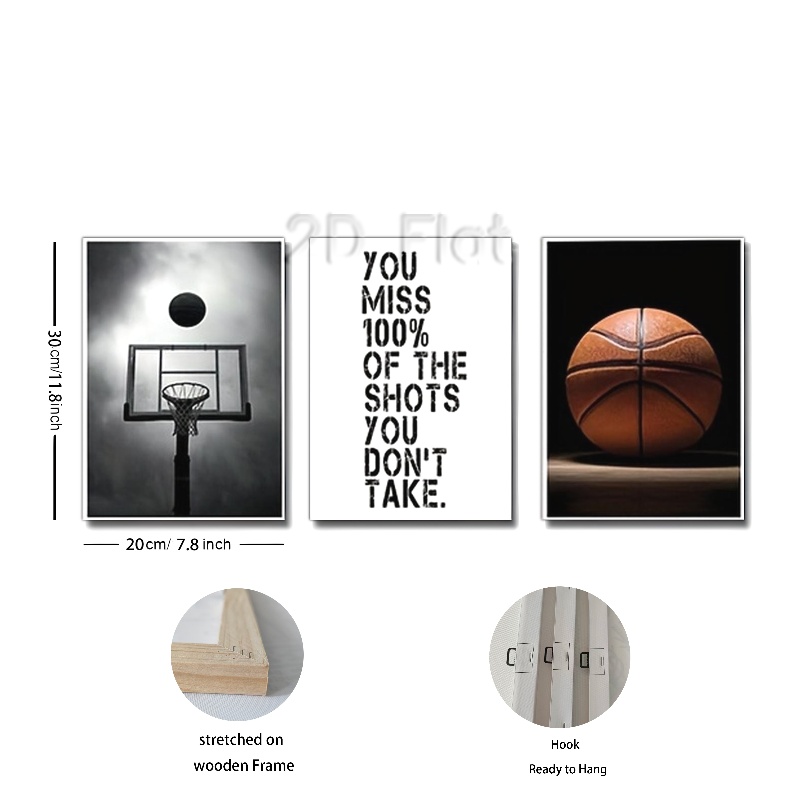 2D Flat
YOU
MISS
100%
OF THE
SHOTS
YOU
DON'T
TAKE.
30cm/11.8inch
20cm/ 7.8 inch
stretched on
wooden Frame
Hook
Ready to Hang